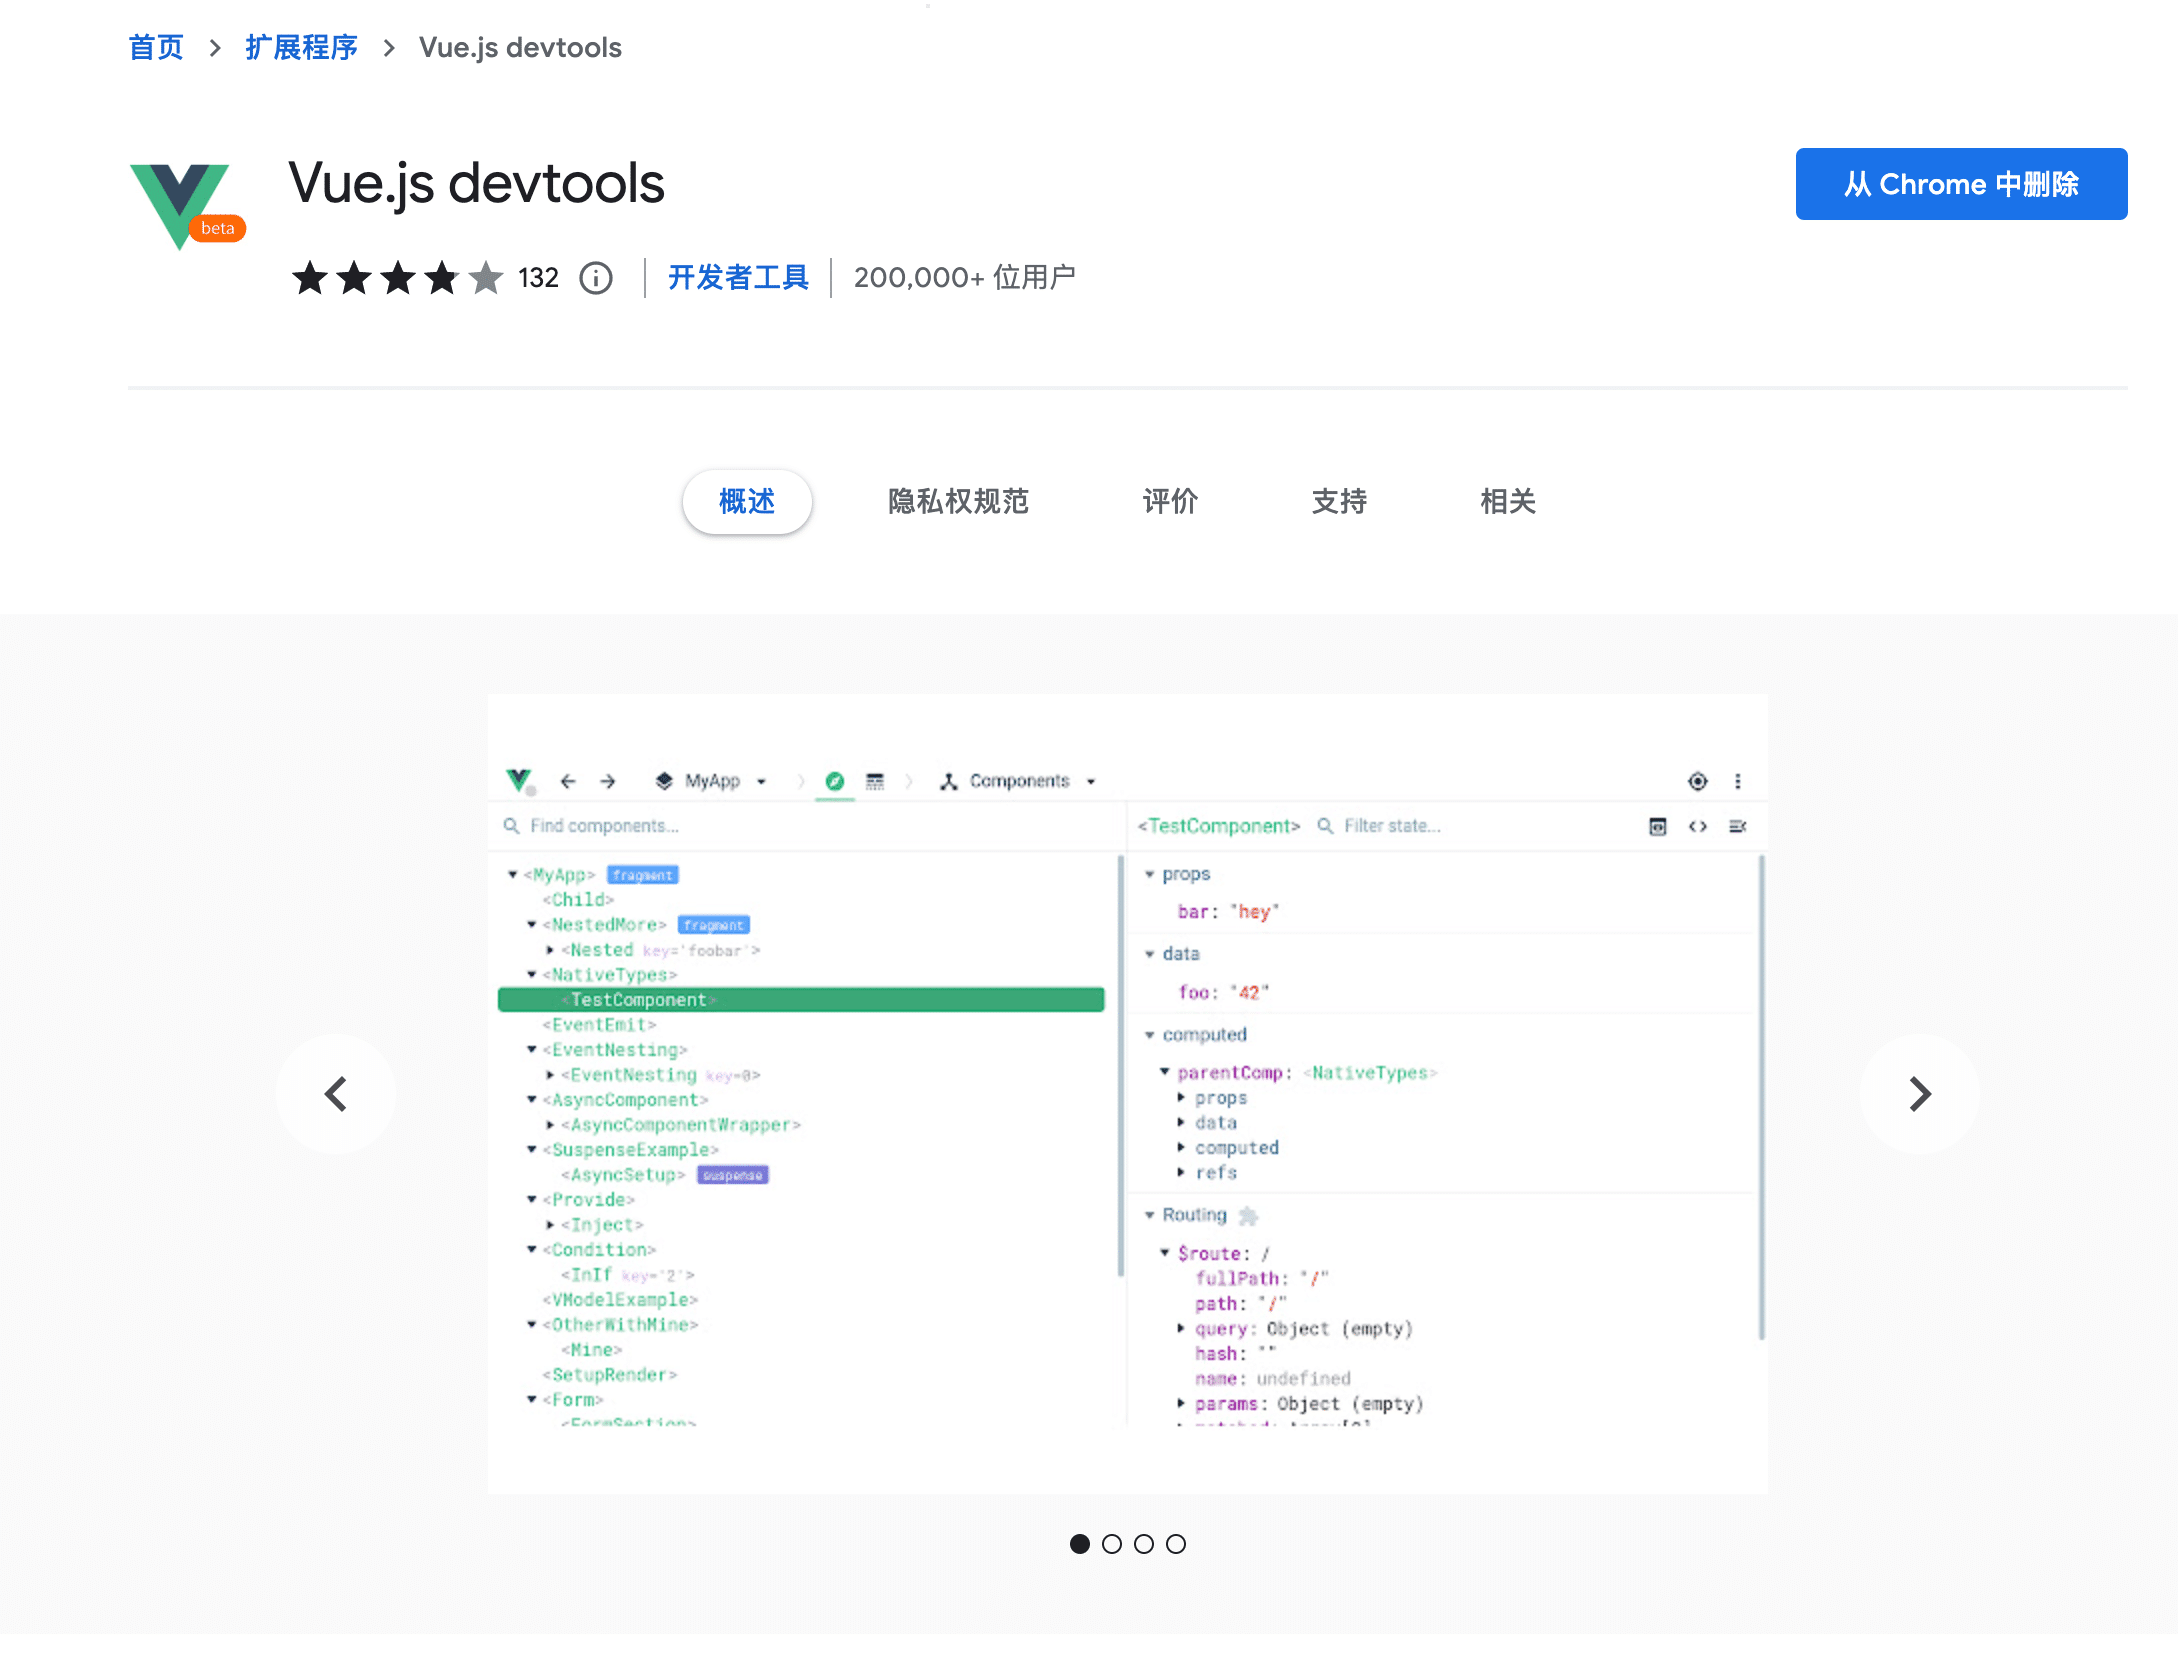 首页 > 扩展程序 > Vue.js devtools
Vue.js devtools
beta
从 Chrome 中删除
132
开发者工具
200,000+ 位用户
概述
隐私权规范
评价
支持
相关
MyApp
Components
Find components...
<MyApp> fragment
<Child>
<NestedMore> fragment
<Nested key='foobar'>
<NativeTypes>
<TestComponent>
<EventEmit>
<EventNesting>
<EventNesting key=0>
<AsyncComponent>
<AsyncComponentWrapper>
<SuspenseExample>
<AsyncSetup> suspense
<Provide>
<Inject>
<Condition>
<InIf key='2'>
<VModelExample>
<OtherWithMine>
<Mine>
<SetupRender>
<Form>
<FormSection>
<TestComponent> Filter state...
props
bar: "hey"
data
foo: "42"
computed
parentComp: <NativeTypes>
props
data
computed
refs
Routing
$route: /
fullPath: "/"
path: "/"
query: Object (empty)
hash: ""
name: undefined
params: Object (empty)